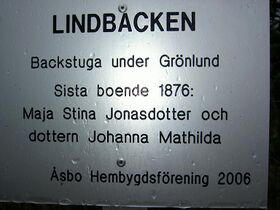 LINDBACKEN
Backstuga under Grönlund
Sista boende 1876:
Maja Stina Jonasdotter och
dottern Johanna Mathilda
Åsbo Hembygdsförening 2006